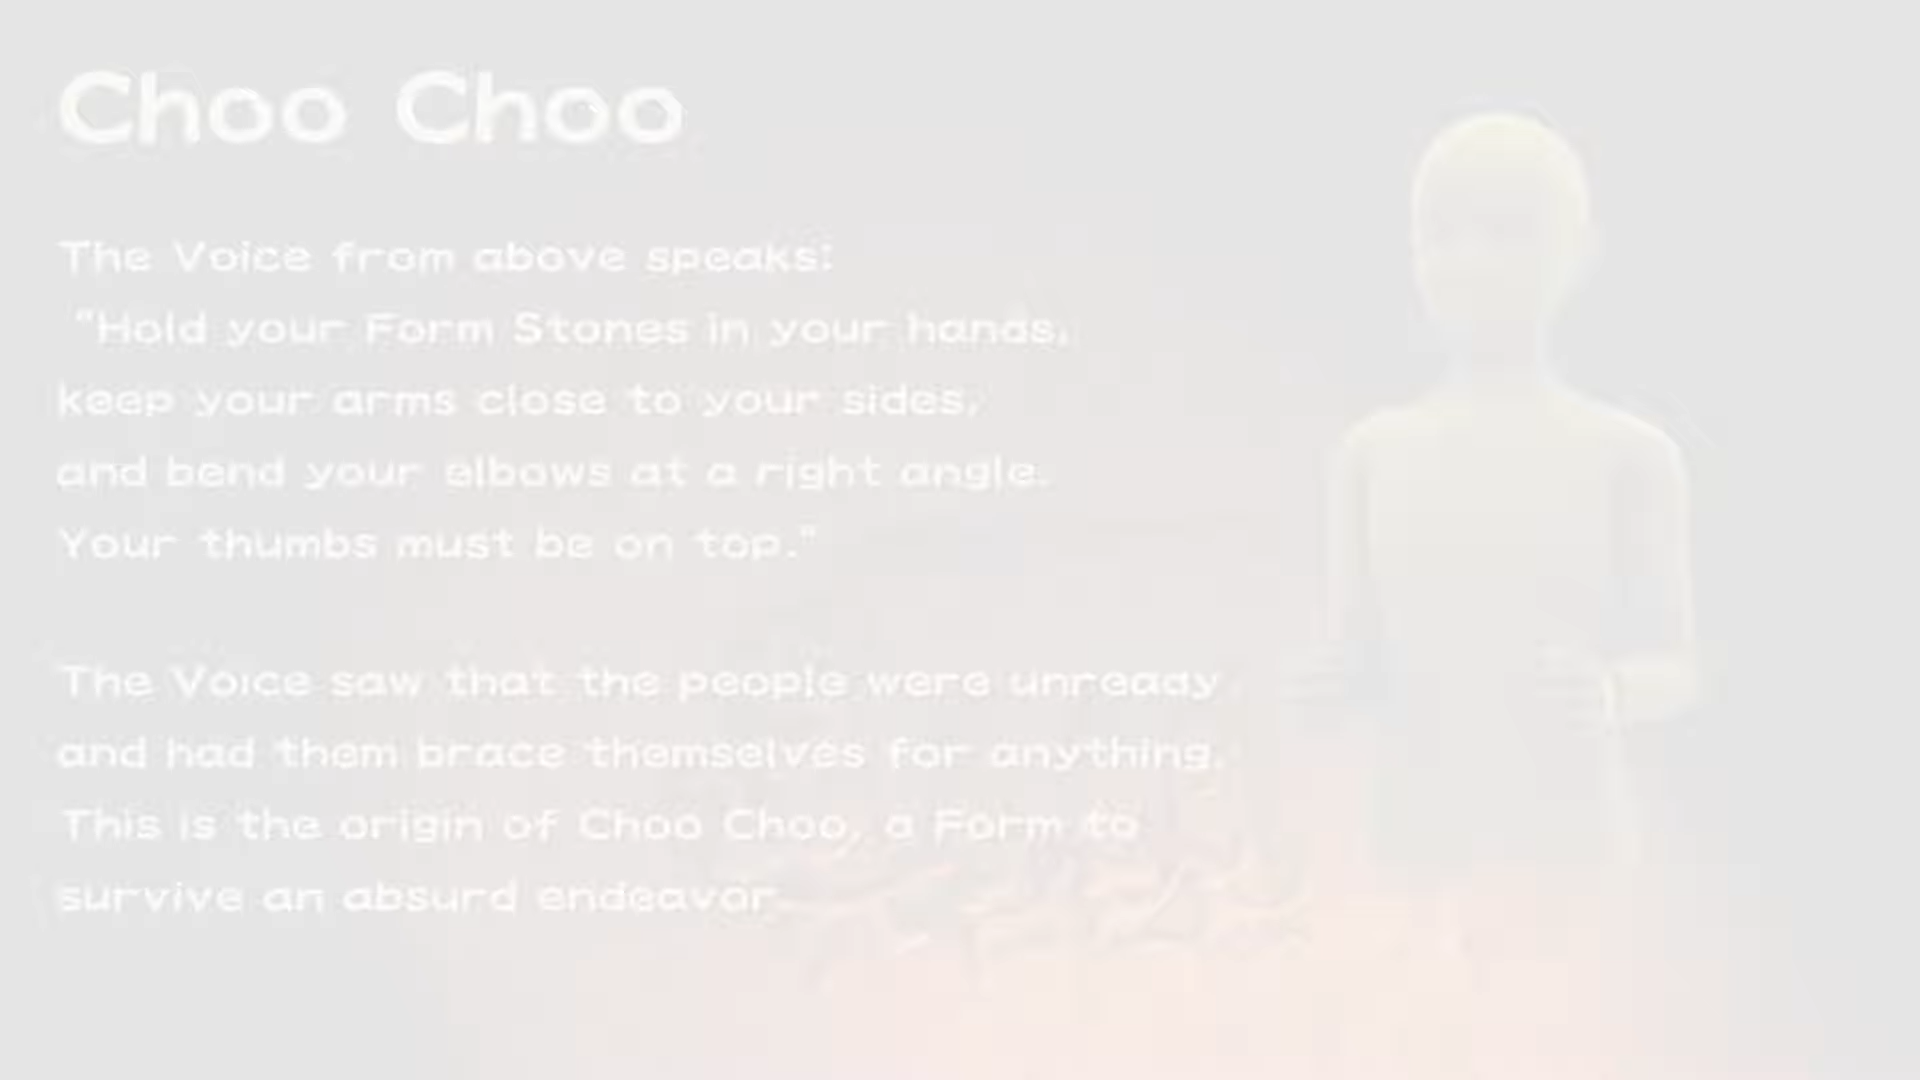 Choo Choo
The Voice from above speaks:
"Hold your Form Stones in your hands,
keep your arms close to your sides,
and bend your elbows at a right angle.
Your thumbs must be on top."
The Voice saw that the people were unready
and had them brace themselves for anything.
This is the origin of Choo Choo, a Form to
survive an absurd endeavor